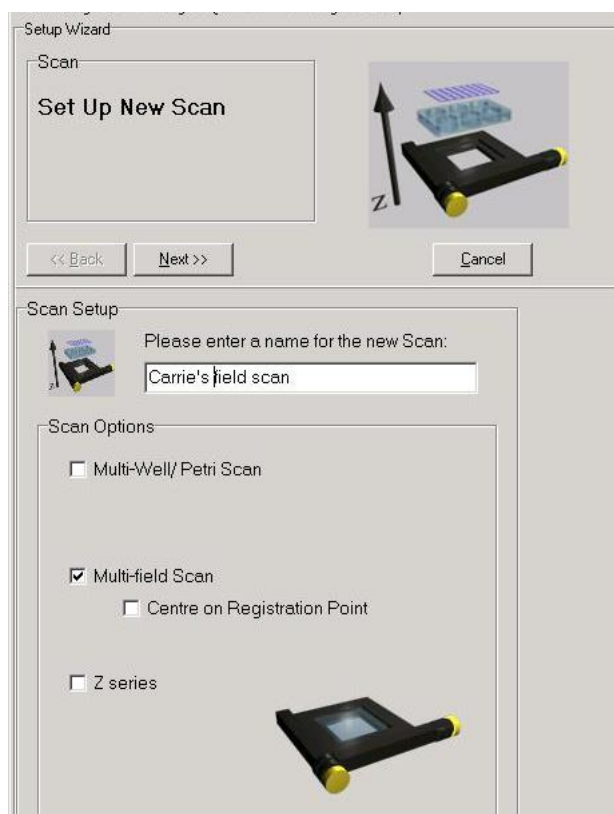 Setup Wizard
Scan
Set Up New Scan
Z
<< Back
Next >>
Cancel
Scan Setup
Please enter a name for the new Scan:
Carrie's field scan
Scan Options
Multi-Well/ Petri Scan
Multi-field Scan
Centre on Registration Point
Z series